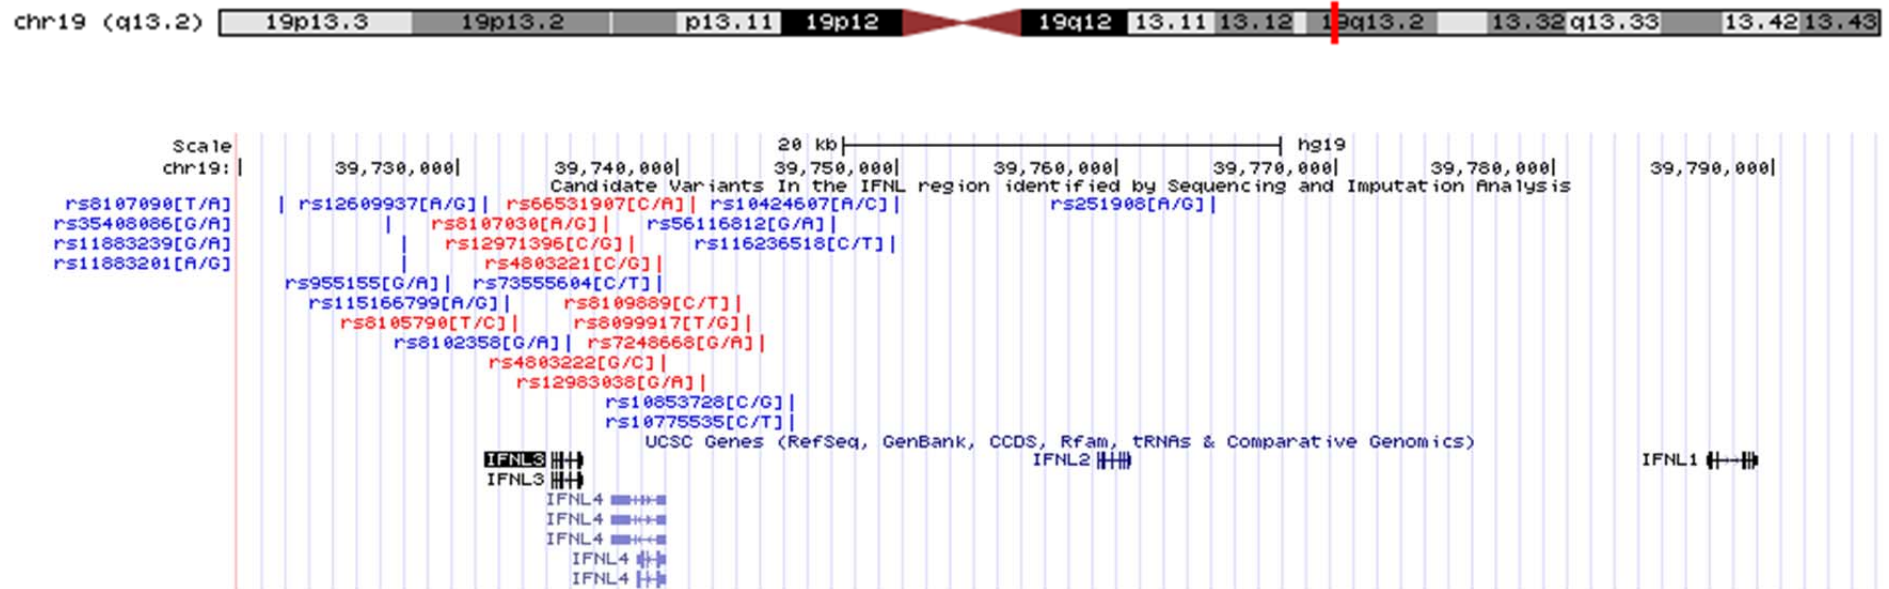 chr19 (q13.2) 19p13.3 19p13.2 p13.11 19p12 19q12 13.11 13.12 19q13.2 13.32 q13.33 13.42 13.43
Scale 20 kb hg19
chr19: 39,730,000 39,740,000 39,750,000 39,760,000 39,770,000 39,780,000 39,790,000
Candidate Variants In the IFNL region identified by Sequencing and Imputation Analysis
rs8107090[T/A] rs12609937[A/G] rs66531907[C/A] rs10424607[A/C] rs251908[A/G]
rs35408086[G/A] rs8107030[A/G] rs56116812[G/A]
rs11883239[G/A] rs12971396[C/G] rs116236518[C/T]
rs11883201[A/G] rs4803221[C/G]
rs955155[G/A] rs73555604[C/T]
rs115166799[A/G] rs8109889[C/T]
rs8105790[T/C] rs8099917[T/G]
rs8102358[G/A] rs7248668[G/A]
rs4803222[G/C]
rs12983038[G/A]
rs10853728[C/G]
rs10775535[C/T]
UCSC Genes (RefSeq, GenBank, CCDS, Rfam, tRNAs & Comparative Genomics)
IFNL3 IFNL2 IFNL1
IFNL3
IFNL4
IFNL4
IFNL4
IFNL4
IFNL4